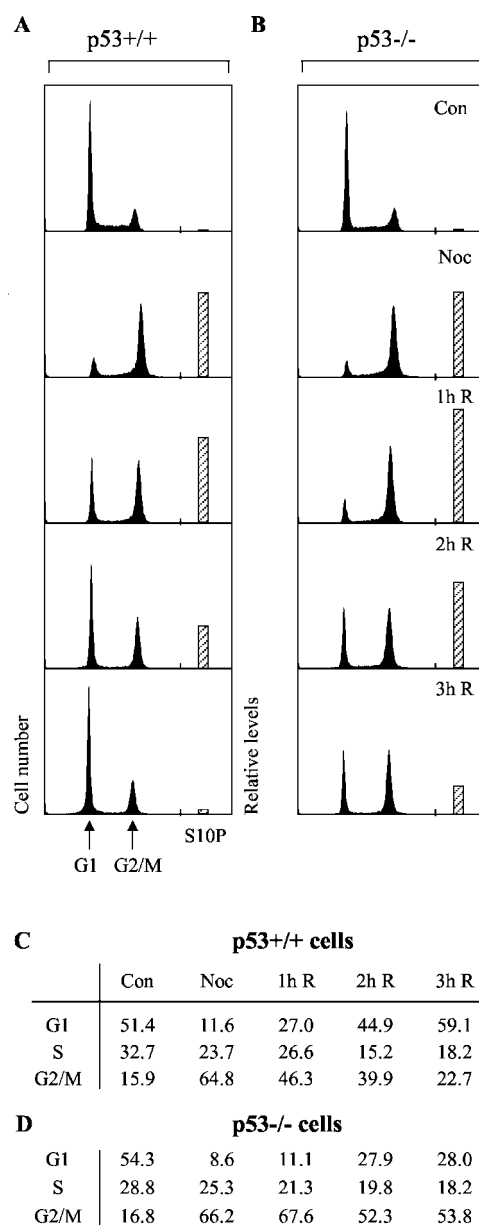 A
B
p53+/+
p53-/-
Con
Noc
1h R
2h R
3h R
Cell number
Relative levels
S10P
G1 G2/M
C p53+/+ cells
Con Noc 1h R 2h R 3h R
G1 51.4 11.6 27.0 44.9 59.1
S 32.7 23.7 26.6 15.2 18.2
G2/M 15.9 64.8 46.3 39.9 22.7
D p53-/- cells
G1 54.3 8.6 11.1 27.9 28.0
S 28.8 25.3 21.3 19.8 18.2
G2/M 16.8 66.2 67.6 52.3 53.8